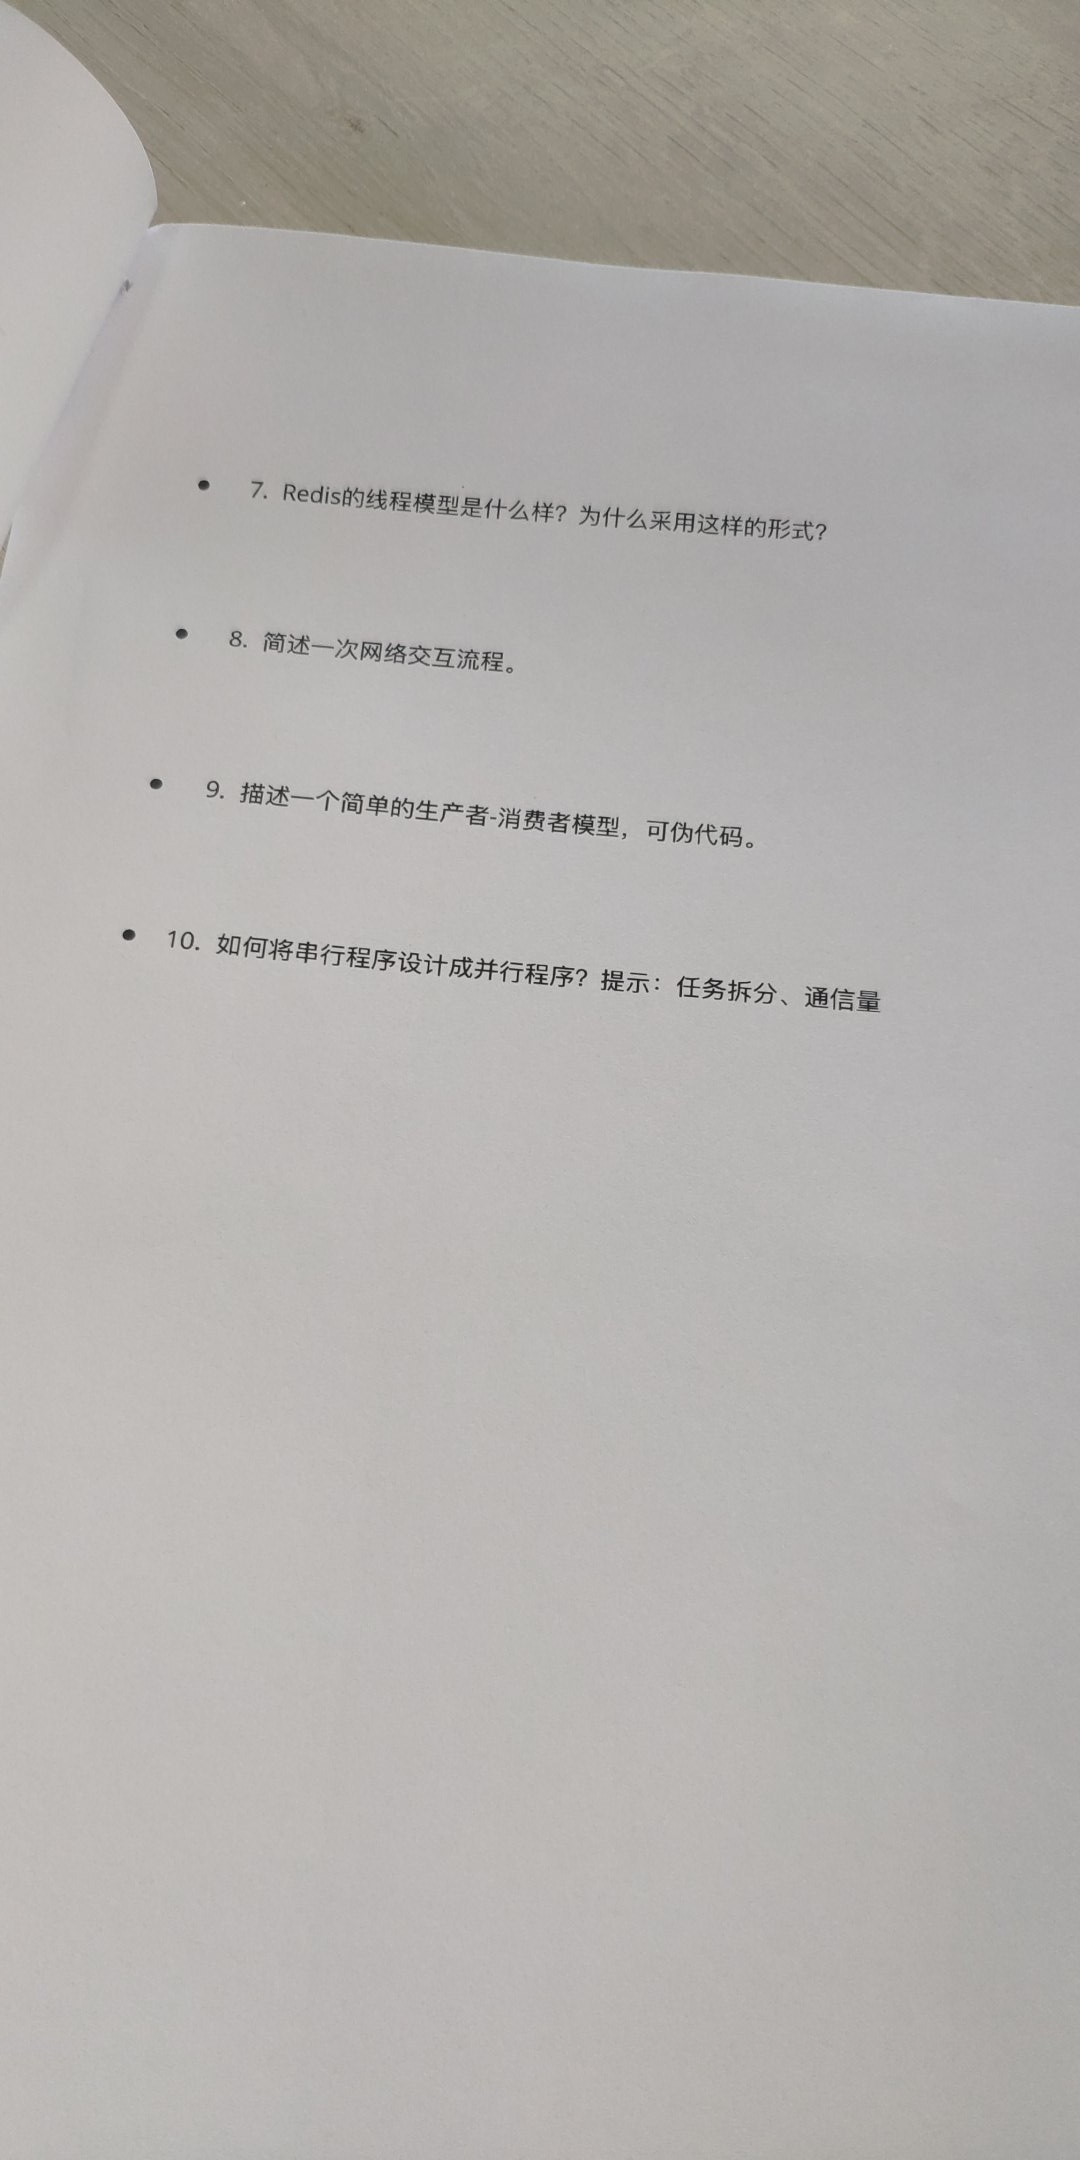 7. Redis的线程模型是什么样？为什么采用这样的形式？
8. 简述一次网络交互流程。
9. 描述一个简单的生产者-消费者模型，可伪代码。
10. 如何将串行程序设计成并行程序？提示：任务拆分、通信量